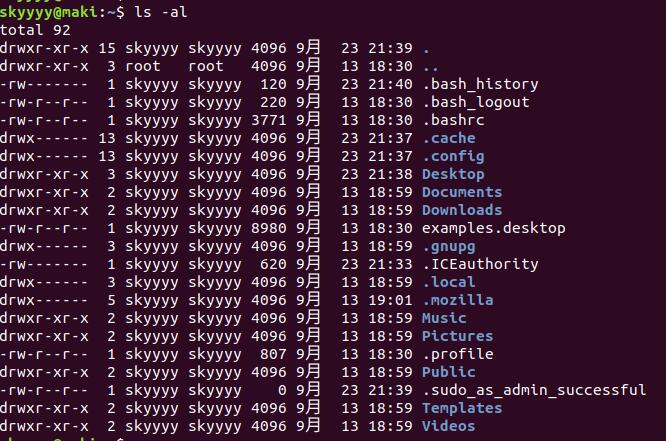 skyyyy@maki:~$ ls -al
total 92
drwxr-xr-x 15 skyyyy skyyyy 4096 9月  23 21:39 .
drwxr-xr-x  3 root   root   4096 9月  13 18:30 ..
-rw-------  1 skyyyy skyyyy  120 9月  23 21:40 .bash_history
-rw-r--r--  1 skyyyy skyyyy  220 9月  13 18:30 .bash_logout
-rw-r--r--  1 skyyyy skyyyy 3771 9月  13 18:30 .bashrc
drwx------ 13 skyyyy skyyyy 4096 9月  23 21:37 .cache
drwx------ 13 skyyyy skyyyy 4096 9月  23 21:37 .config
drwxr-xr-x  3 skyyyy skyyyy 4096 9月  23 21:38 Desktop
drwxr-xr-x  2 skyyyy skyyyy 4096 9月  13 18:59 Documents
drwxr-xr-x  2 skyyyy skyyyy 4096 9月  13 18:59 Downloads
-rw-r--r--  1 skyyyy skyyyy 8980 9月  13 18:30 examples.desktop
drwx------  3 skyyyy skyyyy 4096 9月  13 18:59 .gnupg
-rw-------  1 skyyyy skyyyy  620 9月  23 21:33 .ICEauthority
drwx------  3 skyyyy skyyyy 4096 9月  13 18:59 .local
drwx------  5 skyyyy skyyyy 4096 9月  13 19:01 .mozilla
drwxr-xr-x  2 skyyyy skyyyy 4096 9月  13 18:59 Music
drwxr-xr-x  2 skyyyy skyyyy 4096 9月  13 18:59 Pictures
-rw-r--r--  1 skyyyy skyyyy  807 9月  13 18:30 .profile
drwxr-xr-x  2 skyyyy skyyyy 4096 9月  13 18:59 Public
-rw-r--r--  1 skyyyy skyyyy    0 9月  23 21:39 .sudo_as_admin_successful
drwxr-xr-x  2 skyyyy skyyyy 4096 9月  13 18:59 Templates
drwxr-xr-x  2 skyyyy skyyyy 4096 9月  13 18:59 Videos